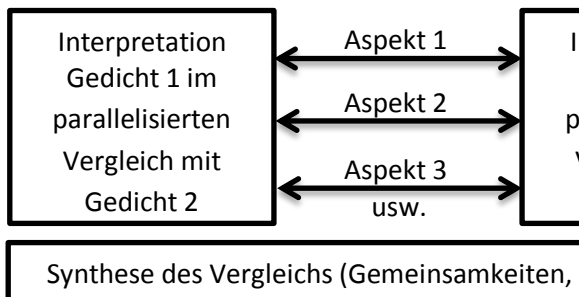 Interpretation
Gedicht 1 im
parallelisierten
Vergleich mit
Gedicht 2
Aspekt 1
Aspekt 2
Aspekt 3
usw.
Synthese des Vergleichs (Gemeinsamkeiten,